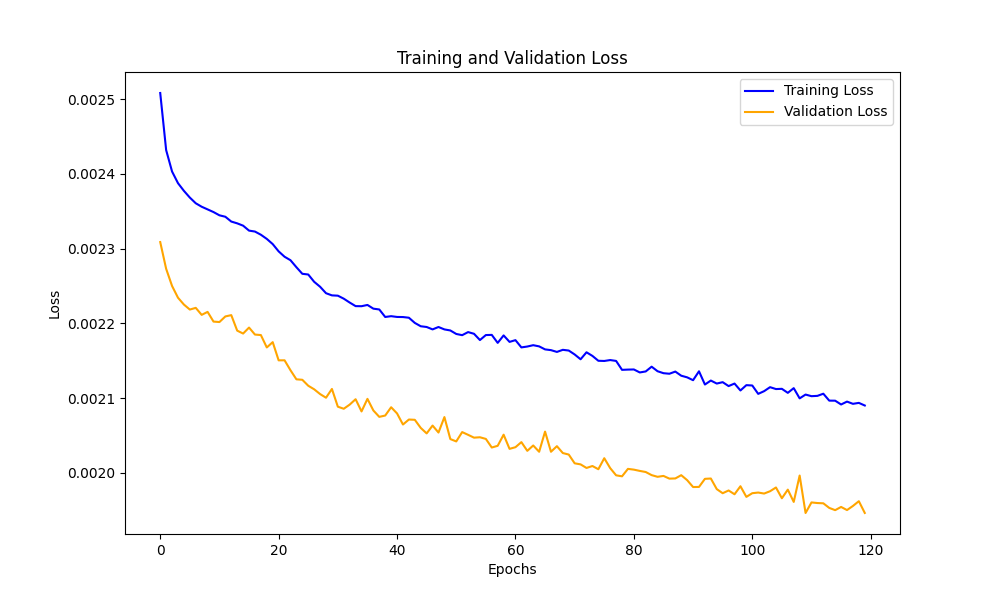 Training and Validation Loss
Training Loss
Validation Loss
0.0025
0.0024
0.0023
0.0022
0.0021
0.0020
Loss
0 20 40 60 80 100 120
Epochs